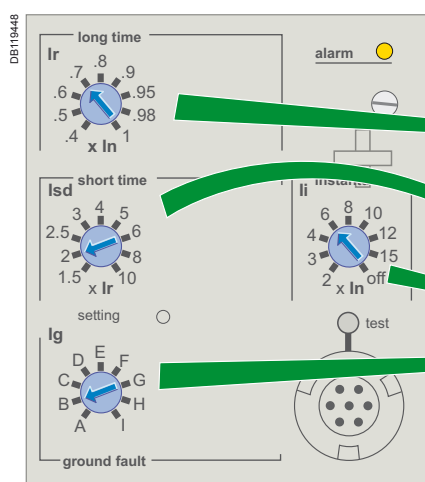 DB119448
long time
Ir
.4 .5 .6 .7 .8 .9 .95 .98 1
x In
alarm
short time
Isd
1.5 2 2.5 3 4 5 6 8 10
x Ir
instant
Ii
2 3 4 6 8 10 12 15 off
x In
setting
test
Ig
A B C D E F G H I
ground fault